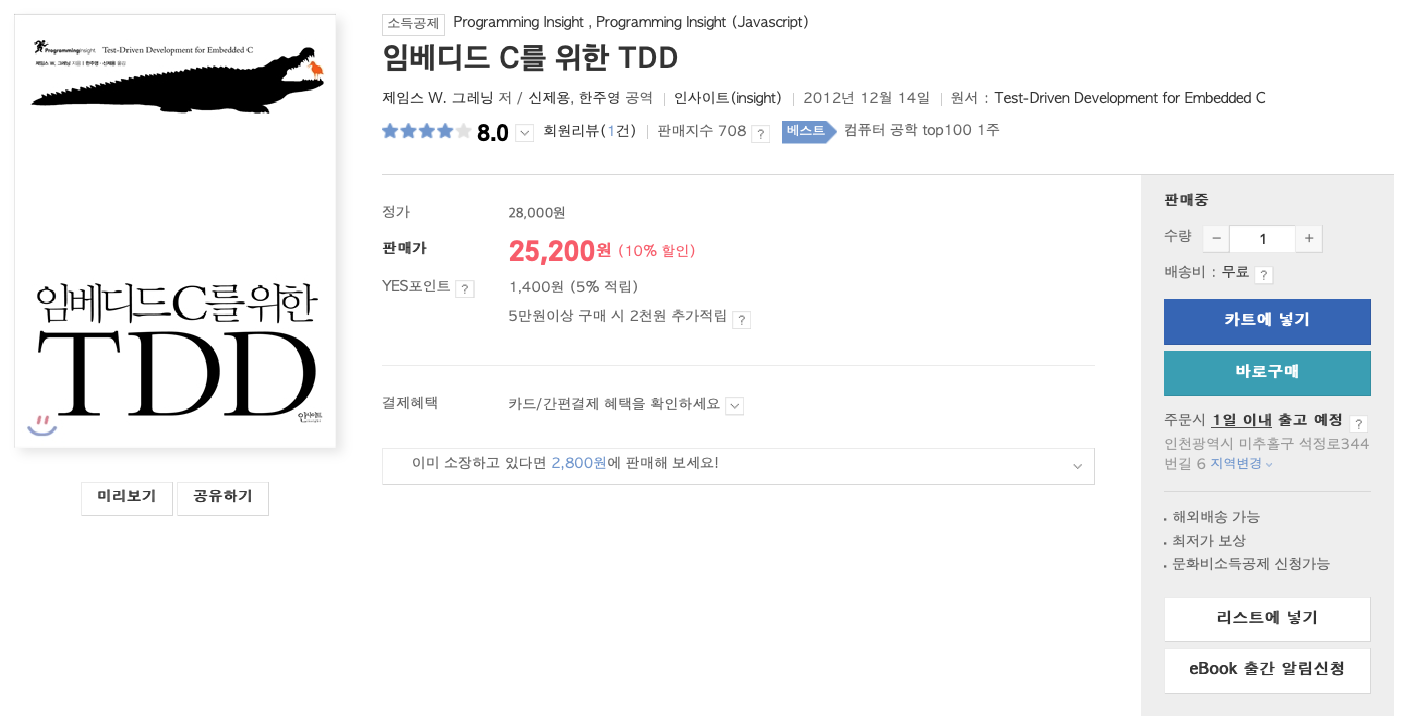 Programming Insight Test-Driven Development for Embedded C
제임스 W. 그레닝 지음 | 한주영·신제용 옮김
임베디드 C를 위한
TDD
인사이트
미리보기 공유하기
소득공제 Programming Insight , Programming Insight (Javascript)
임베디드 C를 위한 TDD
제임스 W. 그레닝 저 / 신제용, 한주영 공역 | 인사이트(insight) | 2012년 12월 14일 | 원서 : Test-Driven Development for Embedded C
8.0 회원리뷰(1건) | 판매지수 708 ? 베스트 컴퓨터 공학 top100 1주
정가 28,000원
판매가 25,200원 (10% 할인)
YES포인트 ? 1,400원 (5% 적립)
5만원이상 구매 시 2천원 추가적립 ?
결제혜택 카드/간편결제 혜택을 확인하세요
이미 소장하고 있다면 2,800원에 판매해 보세요!
판매중
수량 - 1 +
배송비 : 무료 ?
카트에 넣기
바로구매
주문시 1일 이내 출고 예정 ?
인천광역시 미추홀구 석정로344
번길 6 지역변경
해외배송 가능
최저가 보상
문화비소득공제 신청가능
리스트에 넣기
eBook 출간 알림신청